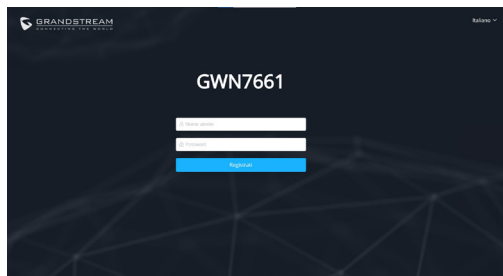 GRANDSTREAM
CONNECTING THE WORLD
Italiano
GWN7661
Nome utente
Password
Registrati